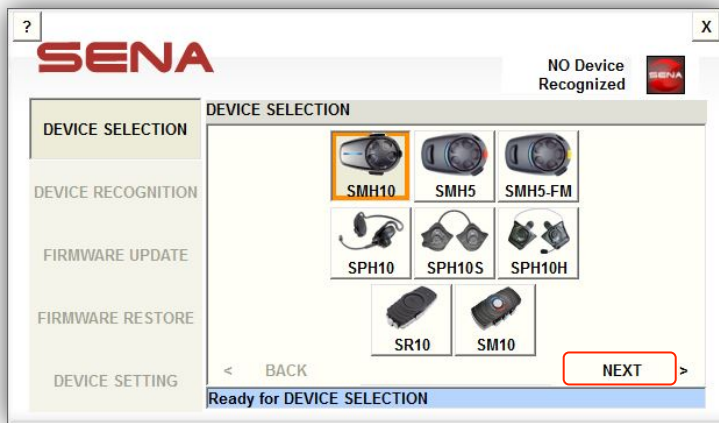 ?
X
SENA
NO Device
Recognized
SENA
DEVICE SELECTION
DEVICE RECOGNITION
FIRMWARE UPDATE
FIRMWARE RESTORE
DEVICE SETTING
DEVICE SELECTION
SMH10 SMH5 SMH5-FM
SPH10 SPH10S SPH10H
SR10 SM10
< BACK NEXT >
Ready for DEVICE SELECTION